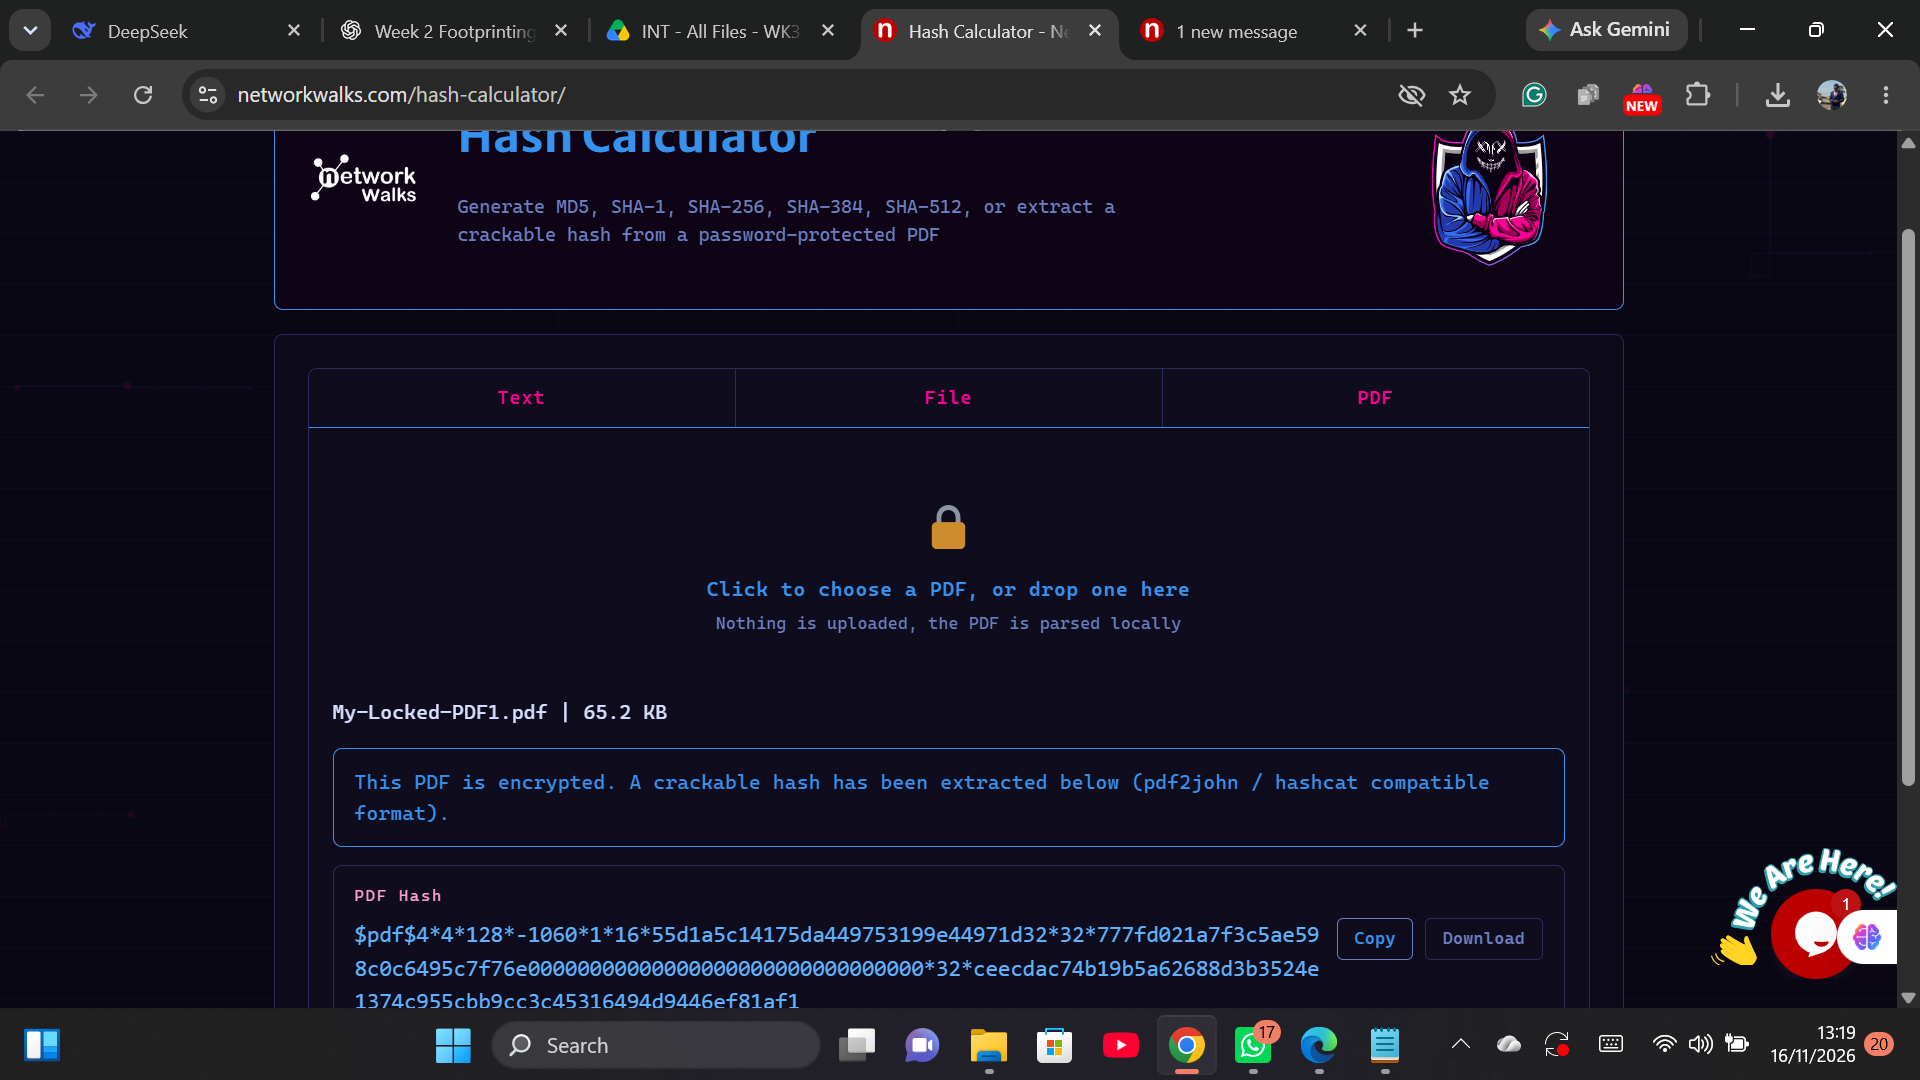 DeepSeek
Week 2 Footprinting
INT - All Files - WK3
Hash Calculator - Ne
1 new message
Ask Gemini
networkwalks.com/hash-calculator/
NEW
Hash Calculator
network
Walks
Generate MD5, SHA-1, SHA-256, SHA-384, SHA-512, or extract a
crackable hash from a password-protected PDF
Text
File
PDF
Click to choose a PDF, or drop one here
Nothing is uploaded, the PDF is parsed locally
My-Locked-PDF1.pdf | 65.2 KB
This PDF is encrypted. A crackable hash has been extracted below (pdf2john / hashcat compatible
format).
PDF Hash
$pdf$4*4*128*-1060*1*16*55d1a5c14175da449753199e44971d32*32*777fd021a7f3c5ae59
8c0c6495c7f76e00000000000000000000000000000000*32*ceecdac74b19b5a62688d3b3524e
1374c955cbb9cc3c45316494d9446ef81af1
Copy
Download
We Are Here!
1
Search
17
13:19
16/11/2026
20